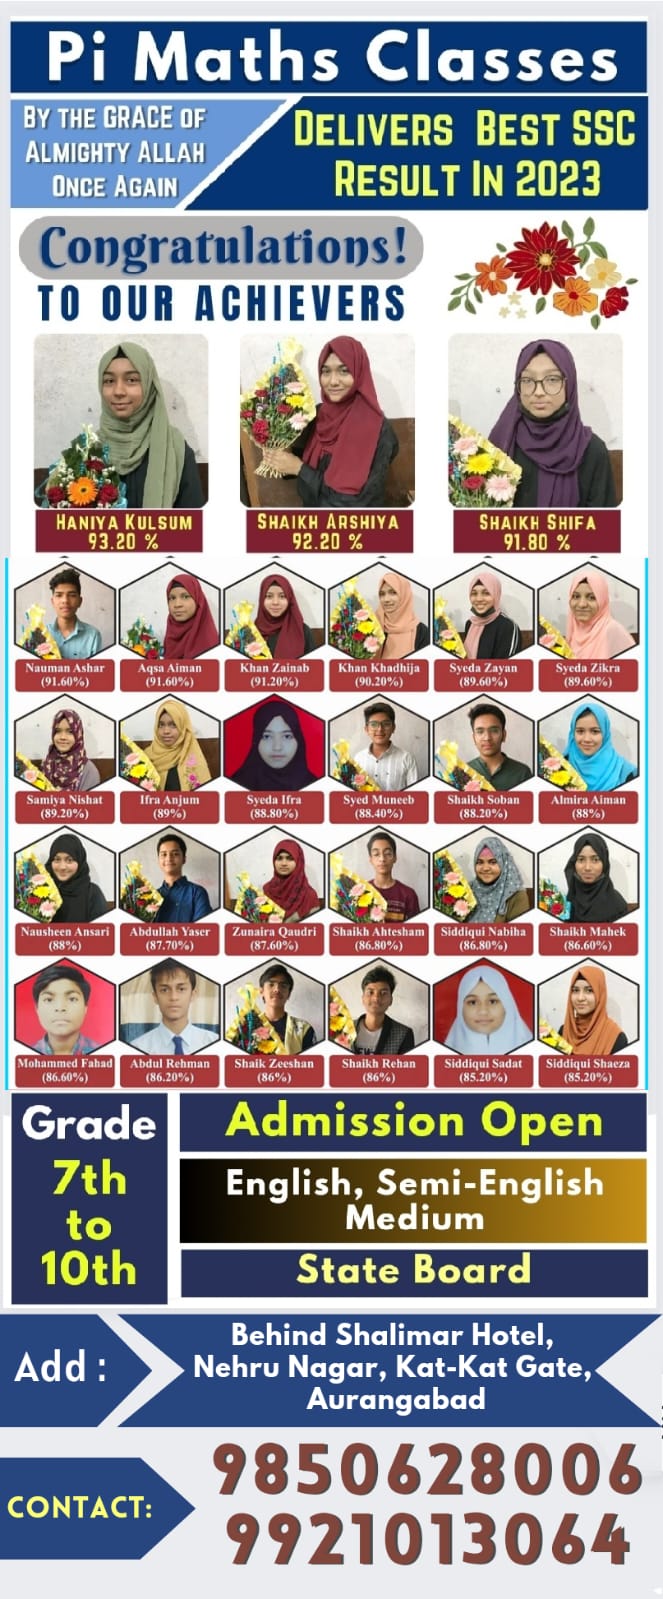 Pi Maths Classes
BY THE GRACE OF
ALMIGHTY ALLAH
ONCE AGAIN
DELIVERS BEST SSC
RESULT IN 2023
Congratulations!
TO OUR ACHIEVERS
HANIYA KULSUM
93.20 %
SHAIKH ARSHIYA
92.20 %
SHAIKH SHIFA
91.80 %
Nauman Ashar
(91.60%)
Aqsa Aiman
(91.60%)
Khan Zainab
(91.20%)
Khan Khadhija
(90.20%)
Syeda Zayan
(89.60%)
Syeda Zikra
(89.60%)
Samiya Nishat
(89.20%)
Ifra Anjum
(89%)
Syeda Ifra
(88.80%)
Syed Muneeb
(88.40%)
Shaikh Soban
(88.20%)
Almira Aiman
(88%)
Nausheen Ansari
(88%)
Abdullah Yaser
(87.70%)
Zunaira Qaudri
(87.60%)
Shaikh Ahtesham
(86.80%)
Siddiqui Nabiha
(86.80%)
Shaikh Mahek
(86.60%)
Mohammed Fahad
(86.60%)
Abdul Rehman
(86.20%)
Shaik Zeeshan
(86%)
Shaikh Rehan
(86%)
Siddiqui Sadat
(85.20%)
Siddiqui Shaeza
(85.20%)
Grade
7th
to
10th
Admission Open
English, Semi-English
Medium
State Board
Add :
Behind Shalimar Hotel,
Nehru Nagar, Kat-Kat Gate,
Aurangabad
CONTACT:
9850628006
9921013064